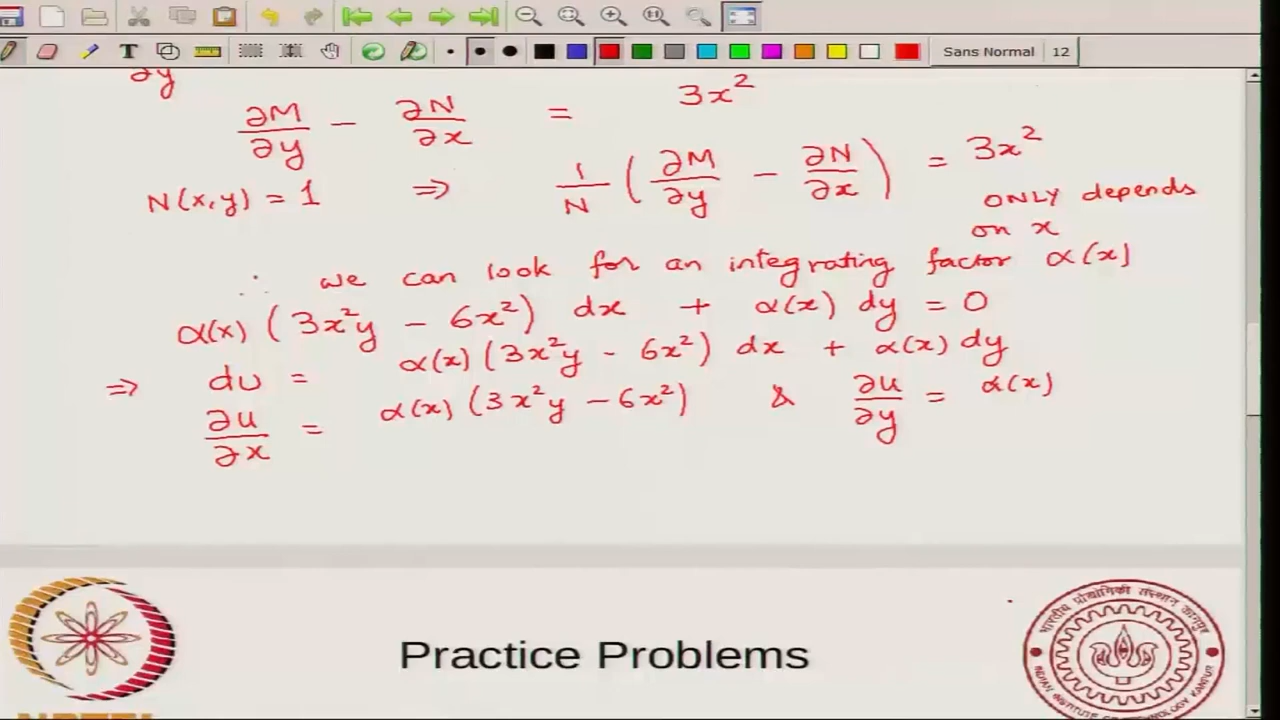 Sans Normal 12
∂y
∂M/∂y − ∂N/∂x = 3x²
N(x,y) = 1 ⇒ 1/N (∂M/∂y − ∂N/∂x) = 3x²
ONLY depends
on x
∴ we can look for an integrating factor α(x)
α(x) (3x²y − 6x²) dx + α(x) dy = 0
⇒ du = α(x) (3x²y − 6x²) dx + α(x) dy
∂u/∂x = α(x) (3x²y − 6x²) & ∂u/∂y = α(x)
Practice Problems